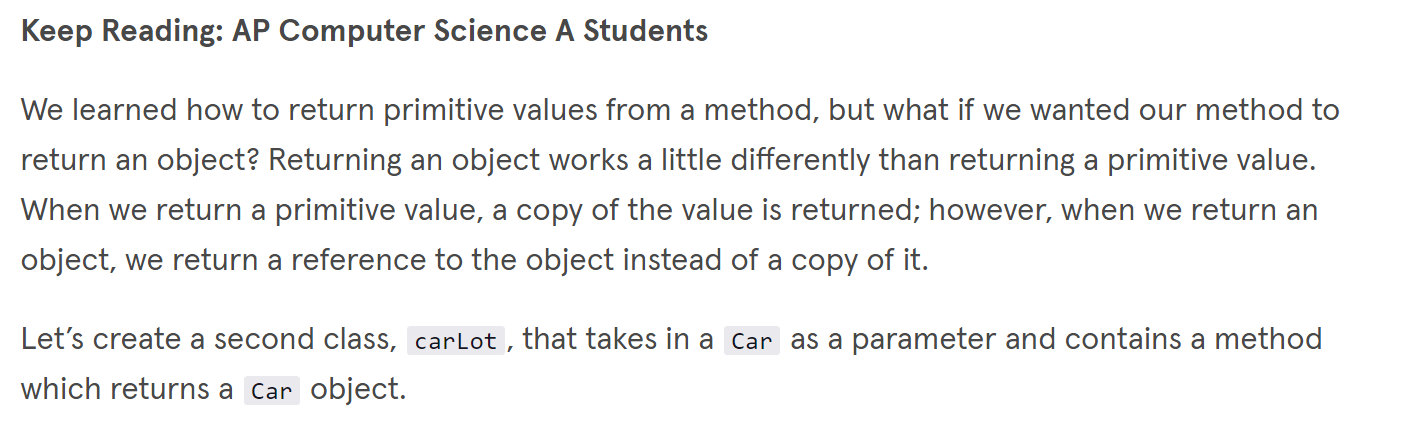 Keep Reading: AP Computer Science A Students
We learned how to return primitive values from a method, but what if we wanted our method to
return an object? Returning an object works a little differently than returning a primitive value.
When we return a primitive value, a copy of the value is returned; however, when we return an
object, we return a reference to the object instead of a copy of it.
Let’s create a second class, carLot, that takes in a Car as a parameter and contains a method
which returns a Car object.